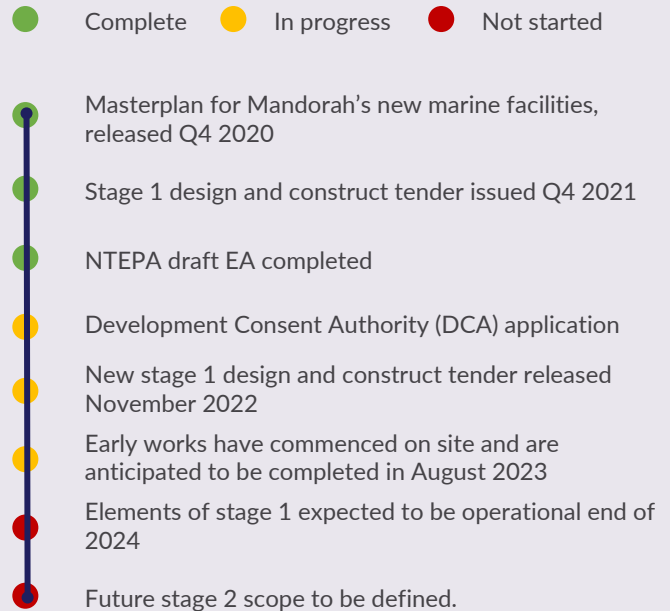 Complete In progress Not started
Masterplan for Mandorah's new marine facilities,
released Q4 2020
Stage 1 design and construct tender issued Q4 2021
NTEPA draft EA completed
Development Consent Authority (DCA) application
New stage 1 design and construct tender released
November 2022
Early works have commenced on site and are
anticipated to be completed in August 2023
Elements of stage 1 expected to be operational end of
2024
Future stage 2 scope to be defined.